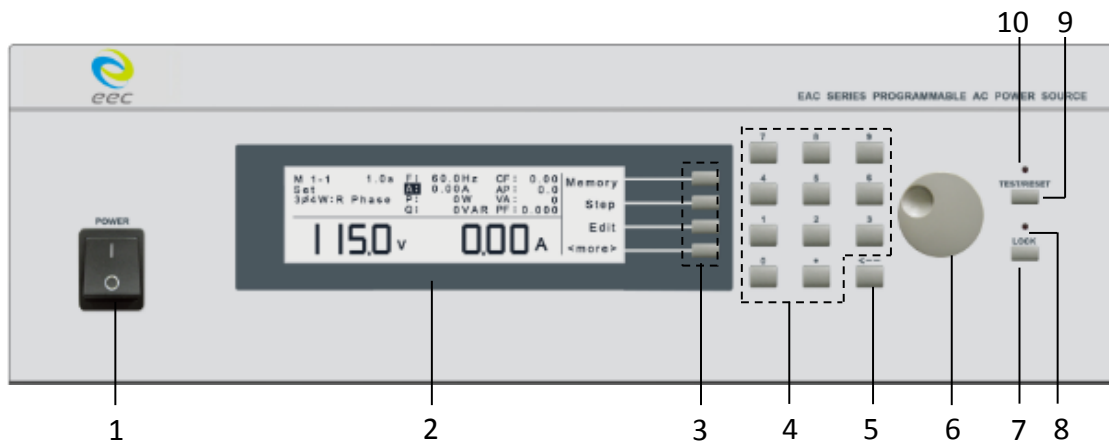 10 9
eec
EAC SERIES PROGRAMMABLE AC POWER SOURCE
POWER
M 1-1 1.0s F: 60.0Hz CF: 0.00
Set A: 0.00A AP: 0.0
3ø4W:R Phase P: 0W VA: 0
Q: 0VAR PF: 0.000
115.0 V 0.00 A
Memory
Step
Edit
<more>
7 8 9
4 5 6
1 2 3
0 • <--
TEST/RESET
LOCK
1 2 3 4 5 6 7 8